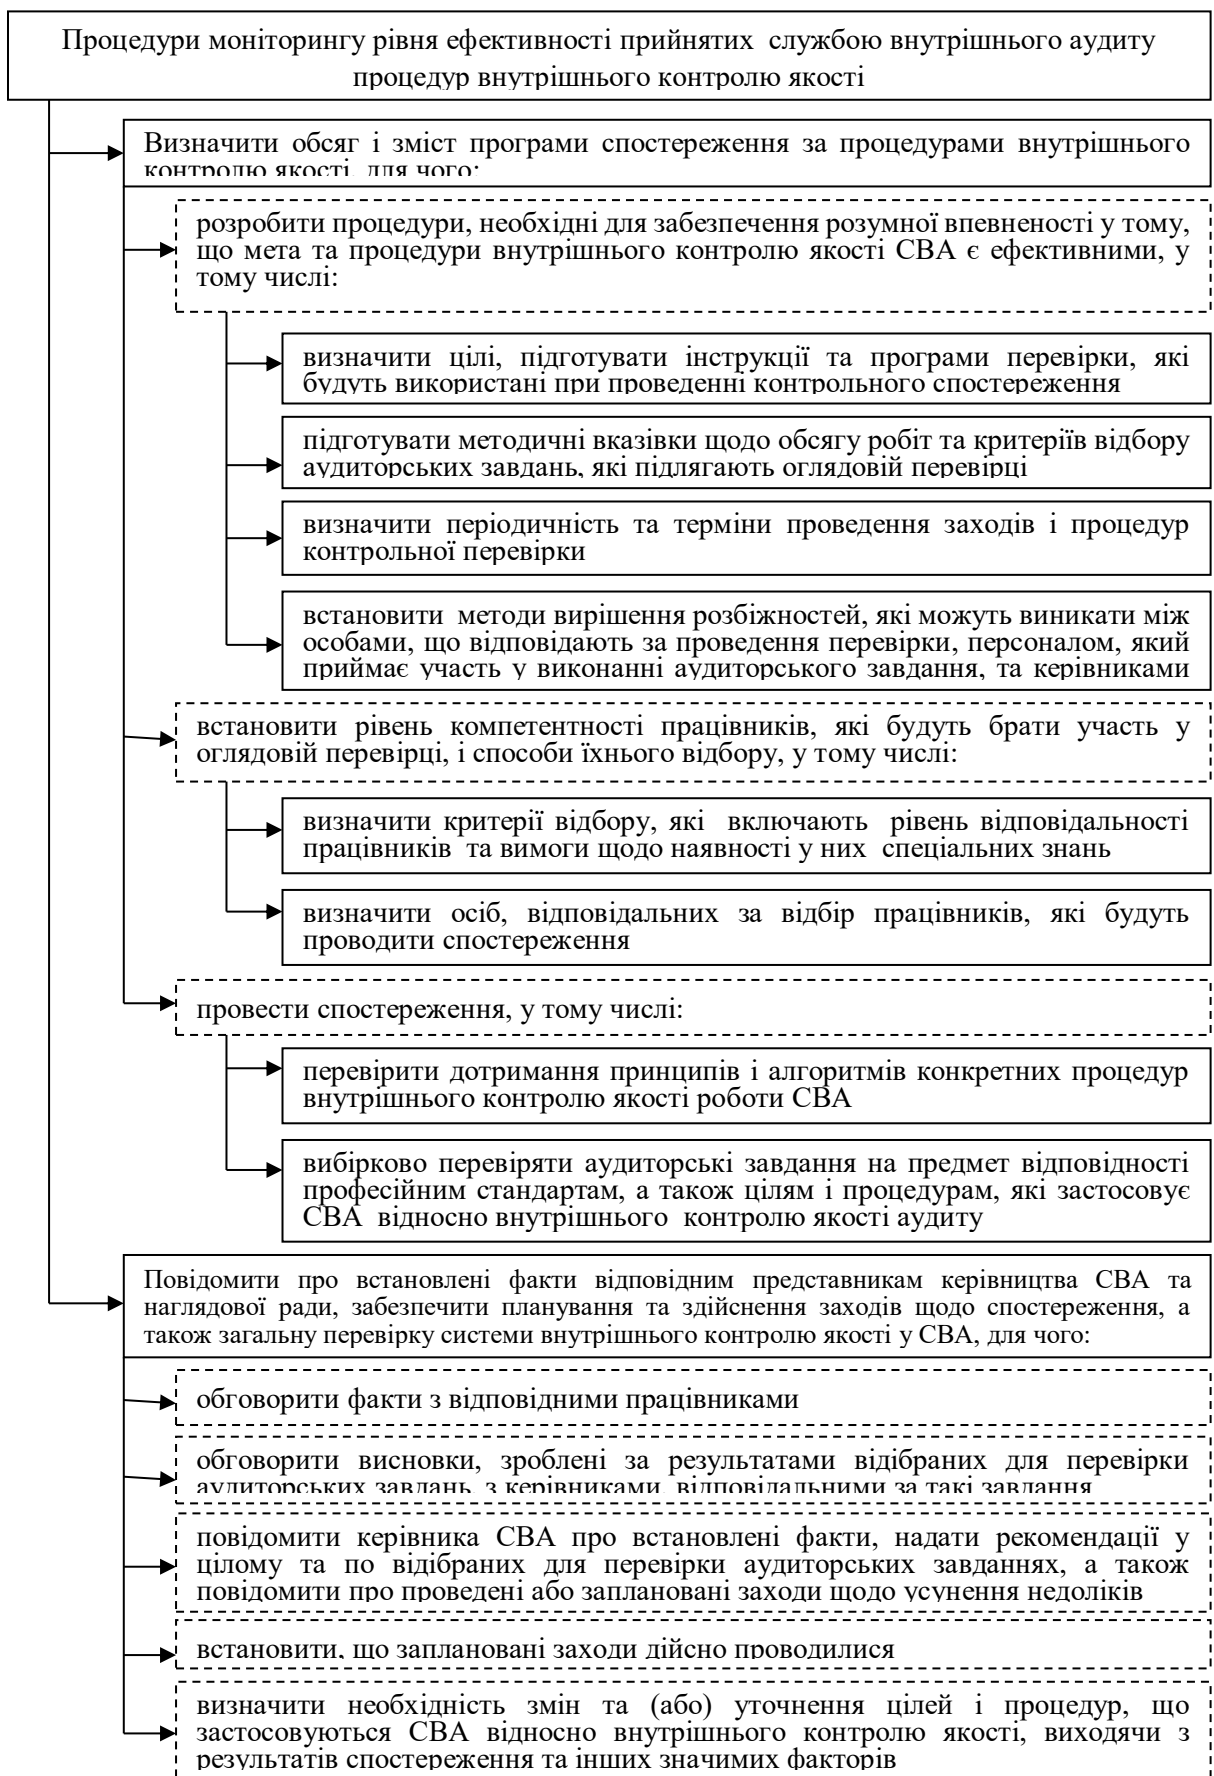 Процедури моніторингу рівня ефективності прийнятих службою внутрішнього аудиту
процедур внутрішнього контролю якості
Визначити обсяг і зміст програми спостереження за процедурами внутрішнього
контролю якості, для чого:
розробити процедури, необхідні для забезпечення розумної впевненості у тому,
що мета та процедури внутрішнього контролю якості СВА є ефективними, у
тому числі:
визначити цілі, підготувати інструкції та програми перевірки, які
будуть використані при проведенні контрольного спостереження
підготувати методичні вказівки щодо обсягу робіт та критеріїв відбору
аудиторських завдань, які підлягають оглядовій перевірці
визначити періодичність та терміни проведення заходів і процедур
контрольної перевірки
встановити методи вирішення розбіжностей, які можуть виникати між
особами, що відповідають за проведення перевірки, персоналом, який
приймає участь у виконанні аудиторського завдання, та керівниками
встановити рівень компетентності працівників, які будуть брати участь у
оглядовій перевірці, і способи їхнього відбору, у тому числі:
визначити критерії відбору, які включають рівень відповідальності
працівників та вимоги щодо наявності у них спеціальних знань
визначити осіб, відповідальних за відбір працівників, які будуть
проводити спостереження
провести спостереження, у тому числі:
перевірити дотримання принципів і алгоритмів конкретних процедур
внутрішнього контролю якості роботи СВА
вибірково перевіряти аудиторські завдання на предмет відповідності
професійним стандартам, а також цілям і процедурам, які застосовує
СВА відносно внутрішнього контролю якості аудиту
Повідомити про встановлені факти відповідним представникам керівництва СВА та
наглядової ради, забезпечити планування та здійснення заходів щодо спостереження, а
також загальну перевірку системи внутрішнього контролю якості у СВА, для чого:
обговорити факти з відповідними працівниками
обговорити висновки, зроблені за результатами відібраних для перевірки
аудиторських завдань, з керівниками, відповідальними за такі завдання
повідомити керівника СВА про встановлені факти, надати рекомендації у
цілому та по відібраних для перевірки аудиторських завданнях, а також
повідомити про проведені або заплановані заходи щодо усунення недоліків
встановити, що заплановані заходи дійсно проводилися
визначити необхідність змін та (або) уточнення цілей і процедур, що
застосовуються СВА відносно внутрішнього контролю якості, виходячи з
результатів спостереження та інших значимих факторів